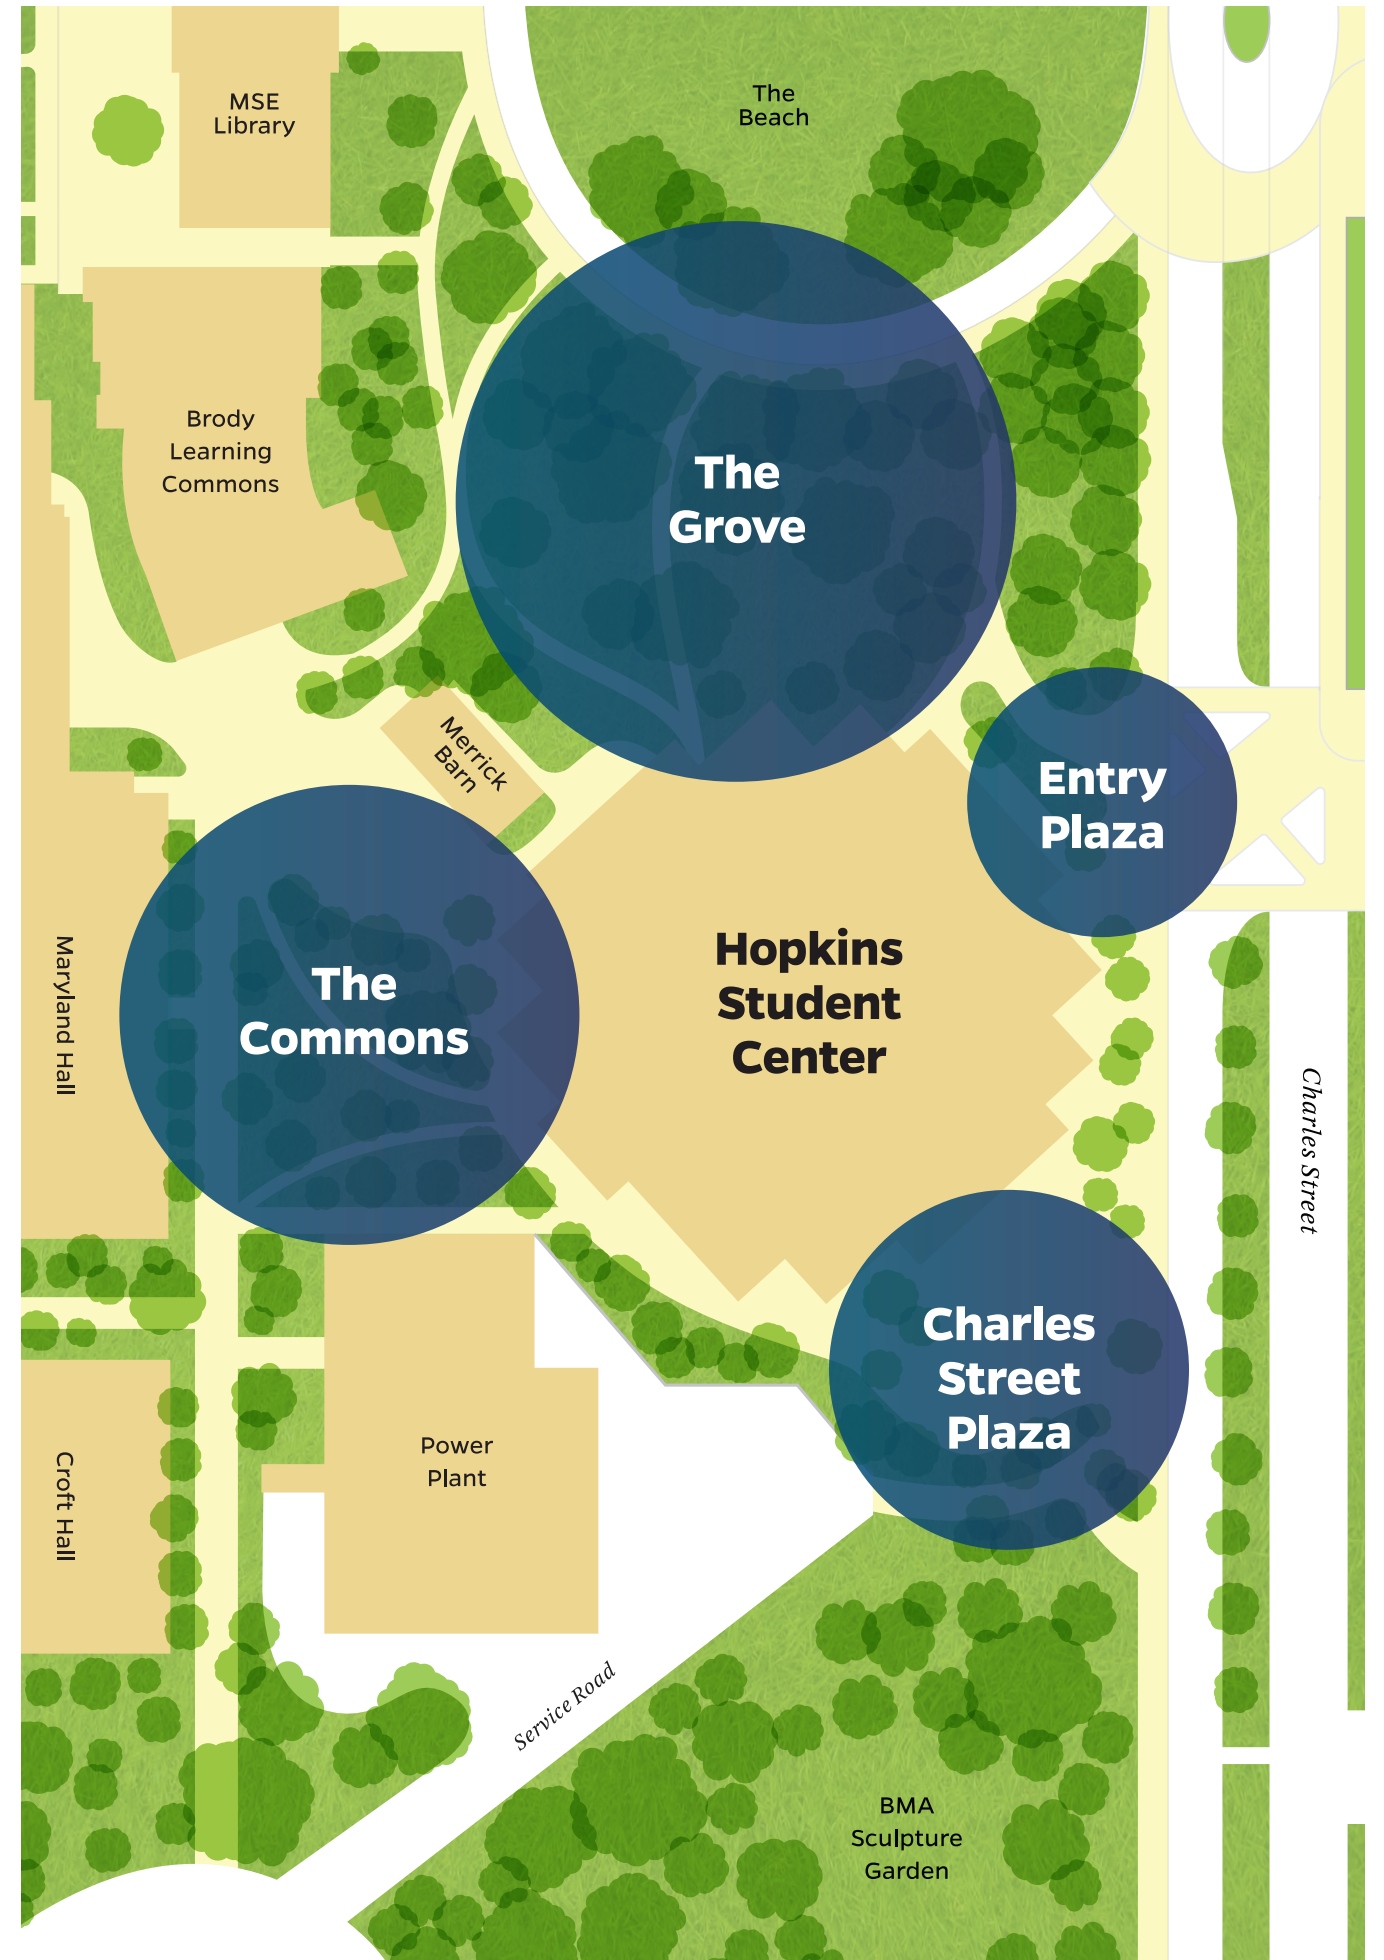 The
Beach
MSE
Library
Brody
Learning
Commons
The
Grove
Merrick
Barn
Entry
Plaza
Maryland Hall
The
Commons
Hopkins
Student
Center
Charles Street
Charles
Street
Plaza
Croft Hall
Power
Plant
Service Road
BMA
Sculpture
Garden